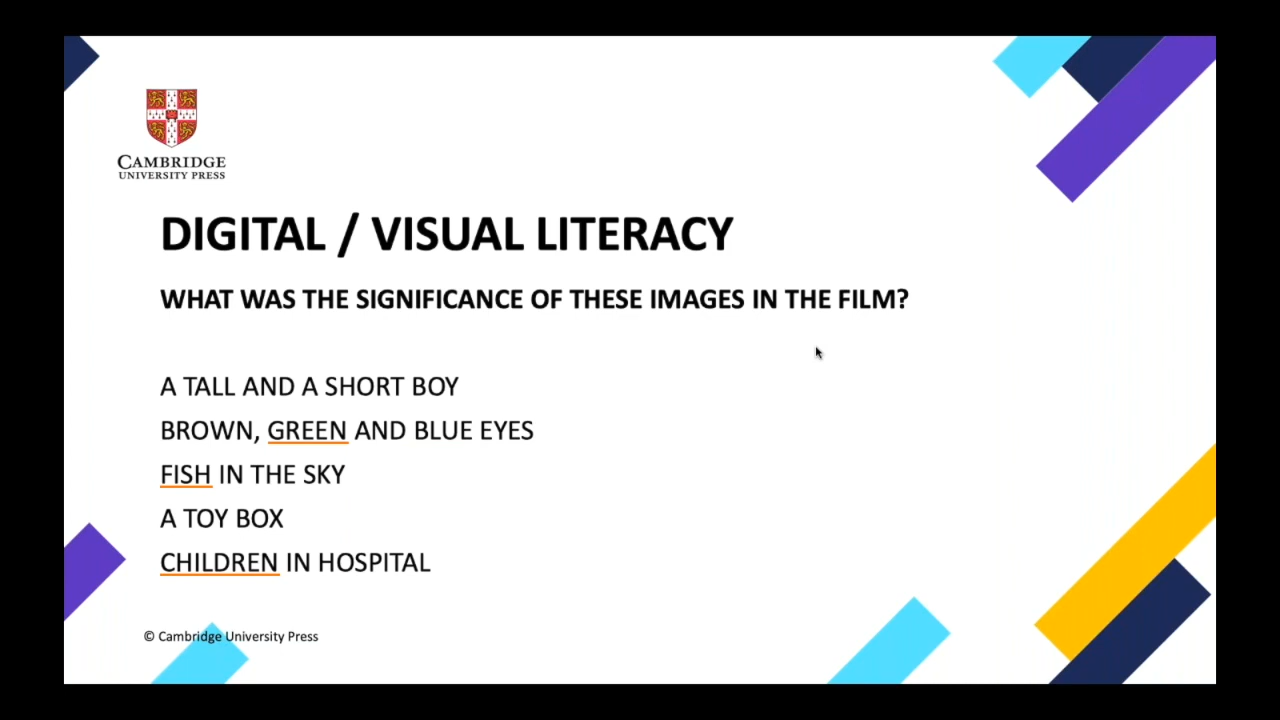 CAMBRIDGE
UNIVERSITY PRESS
DIGITAL / VISUAL LITERACY
WHAT WAS THE SIGNIFICANCE OF THESE IMAGES IN THE FILM?
A TALL AND A SHORT BOY
BROWN, GREEN AND BLUE EYES
FISH IN THE SKY
A TOY BOX
CHILDREN IN HOSPITAL
© Cambridge University Press